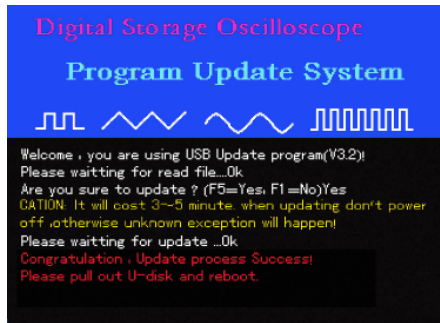 Digital Storage Oscilloscope
Program Update System
Welcome , you are using USB Update program(V3.2)!
Please waitting for read file....Ok
Are you sure to update ? (F5=Yes, F1 =No)Yes
CATION: It will cost 3~5 minute. when updating don't power
off ,otherwise unknown exception will happen!
Please waitting for update ...Ok
Congratulation , Update process Success!
Please pull out U-disk and reboot.